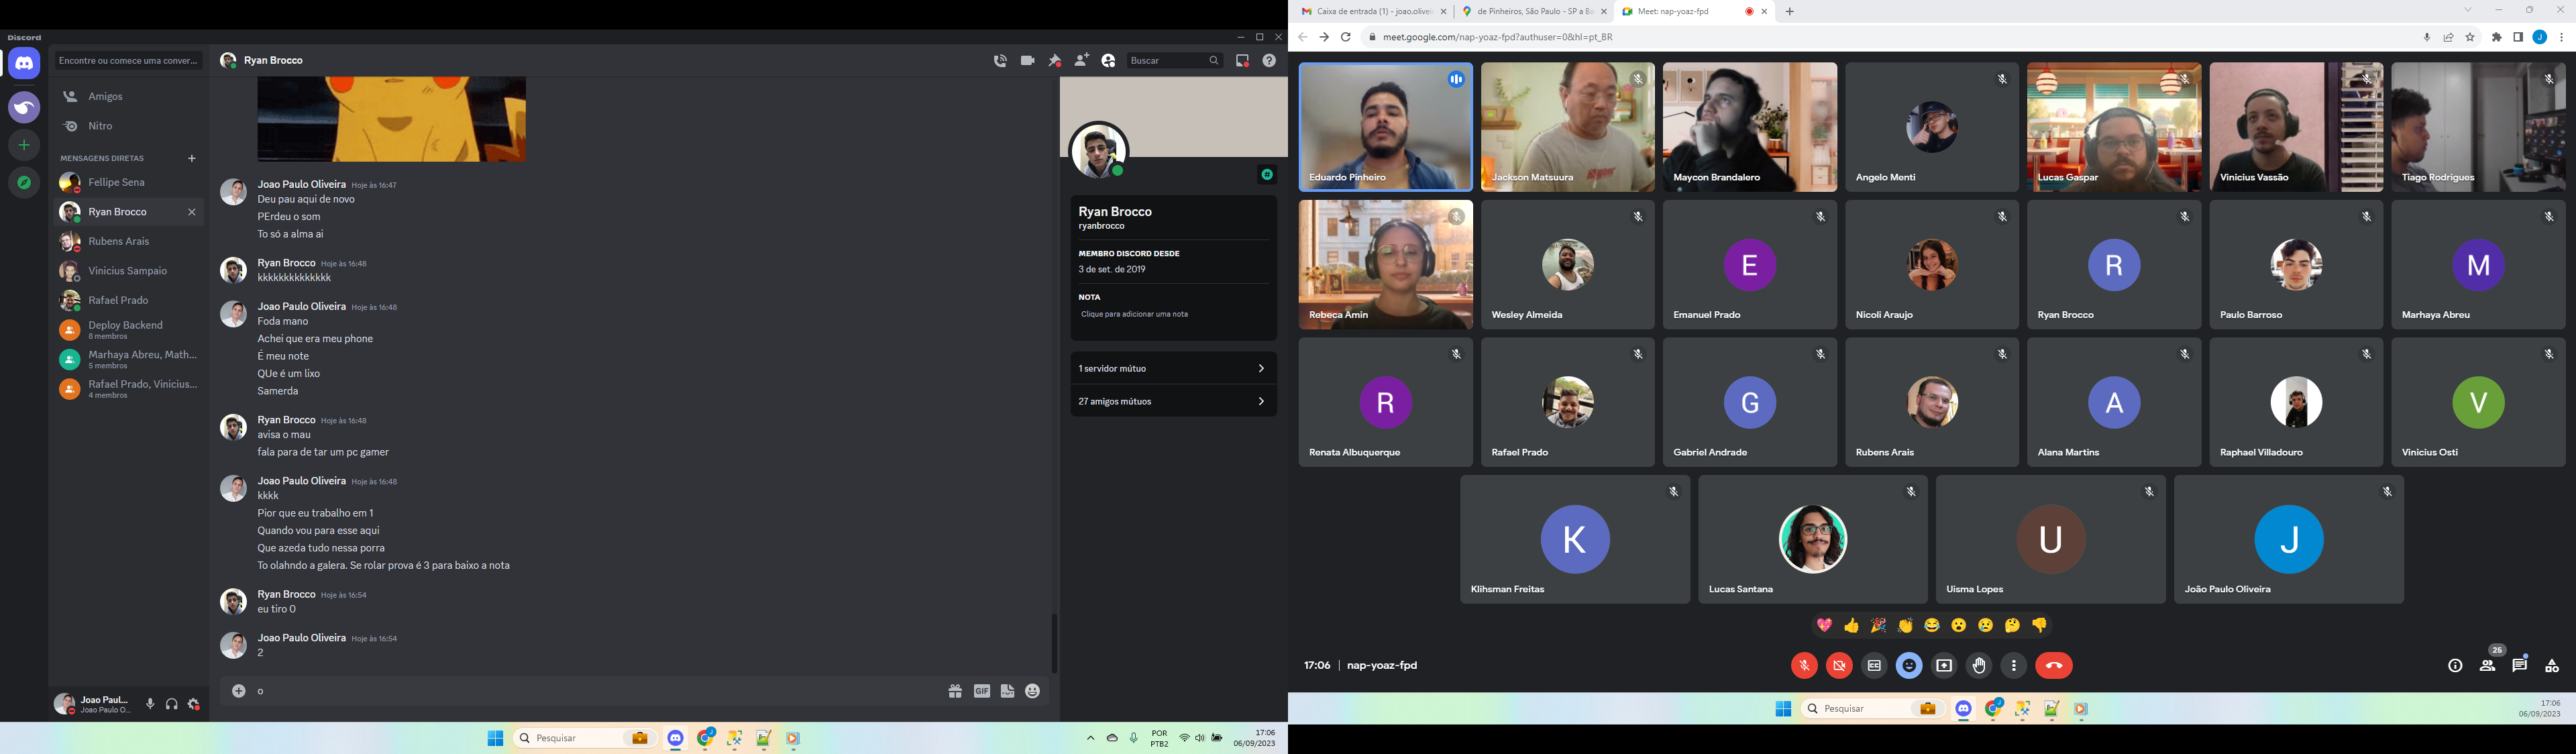 Discord
Encontre ou comece uma conver...
Amigos
Nitro
MENSAGENS DIRETAS
Fellipe Sena
Ryan Brocco
Rubens Arais
Vinicius Sampaio
Rafael Prado
Deploy Backend
8 membros
Marhaya Abreu, Math...
5 membros
Rafael Prado, Vinicius...
4 membros
Joao Paul...
Joao Paulo O...
Ryan Brocco
Buscar
Joao Paulo Oliveira Hoje às 16:47
Deu pau aqui de novo
PErdeu o som
To só a alma ai
Ryan Brocco Hoje às 16:48
kkkkkkkkkkkkkk
Joao Paulo Oliveira Hoje às 16:48
Foda mano
Achei que era meu phone
É meu note
QUe é um lixo
Samerda
Ryan Brocco Hoje às 16:48
avisa o mau
fala para de tar um pc gamer
Joao Paulo Oliveira Hoje às 16:48
kkkk
Pior que eu trabalho em 1
Quando vou para esse aqui
Que azeda tudo nessa porra
To olahndo a galera. Se rolar prova é 3 para baixo a nota
Ryan Brocco Hoje às 16:54
eu tiro 0
Joao Paulo Oliveira Hoje às 16:54
2
o
GIF
Ryan Brocco
ryanbrocco
MEMBRO DISCORD DESDE
3 de set. de 2019
NOTA
Clique para adicionar uma nota
1 servidor mútuo
27 amigos mútuos
Pesquisar
POR
PTB2
17:06
06/09/2023
Caixa de entrada (1) - joao.olivei
de Pinheiros, São Paulo - SP a Ba
Meet: nap-yoaz-fpd
meet.google.com/nap-yoaz-fpd?authuser=0&hl=pt_BR
J
Eduardo Pinheiro
Jackson Matsuura
Maycon Brandalero
Angelo Menti
Lucas Gaspar
Vinicius Vassão
Tiago Rodrigues
Rebeca Amin
Wesley Almeida
E
Emanuel Prado
Nicoli Araujo
R
Ryan Brocco
Paulo Barroso
M
Marhaya Abreu
R
Renata Albuquerque
Rafael Prado
G
Gabriel Andrade
Rubens Arais
A
Alana Martins
Raphael Villadouro
V
Vinicius Osti
K
Klihsman Freitas
Lucas Santana
U
Uisma Lopes
J
João Paulo Oliveira
17:06 | nap-yoaz-fpd
25
Pesquisar
17:06
06/09/2023